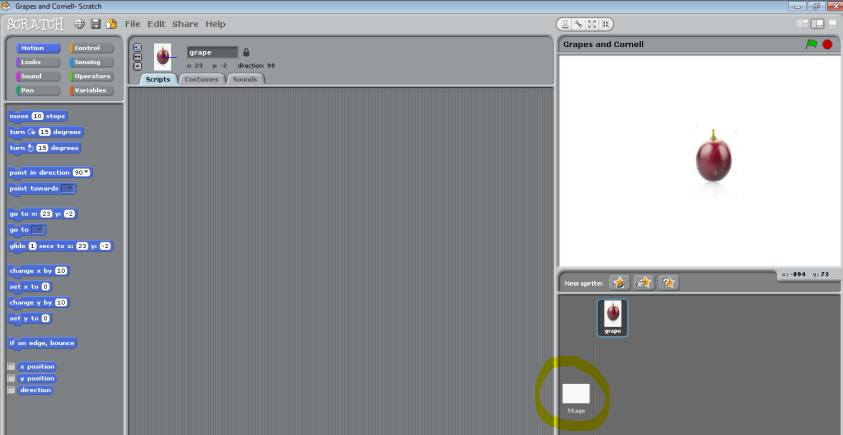 Grapes and Cornell- Scratch
SCRATCH File Edit Share Help
Motion Control
Looks Sensing
Sound Operators
Pen Variables
grape
x: 23 y: -2 direction: 90
Scripts Costumes Sounds
Grapes and Cornell
move 10 steps
turn 15 degrees
turn 15 degrees
point in direction 90
point towards
go to x: 23 y: -2
go to
glide 1 secs to x: 23 y: -2
change x by 10
set x to 0
change y by 10
set y to 0
if on edge, bounce
x position
y position
direction
x: -894 y: 73
New sprite:
grape
Stage